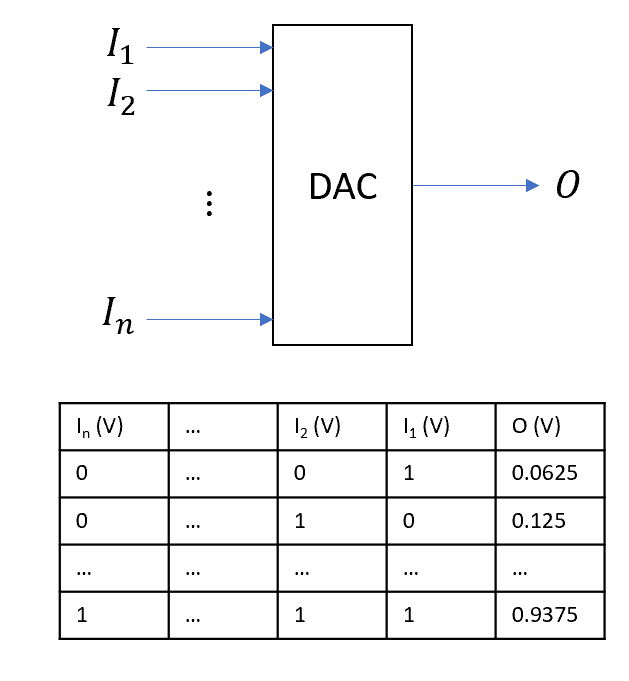 I₁
I₂
⋮
DAC
O
Iₙ
Iₙ (V) ... I₂ (V) I₁ (V) O (V)
0 ... 0 1 0.0625
0 ... 1 0 0.125
... ... ... ... ...
1 ... 1 1 0.9375